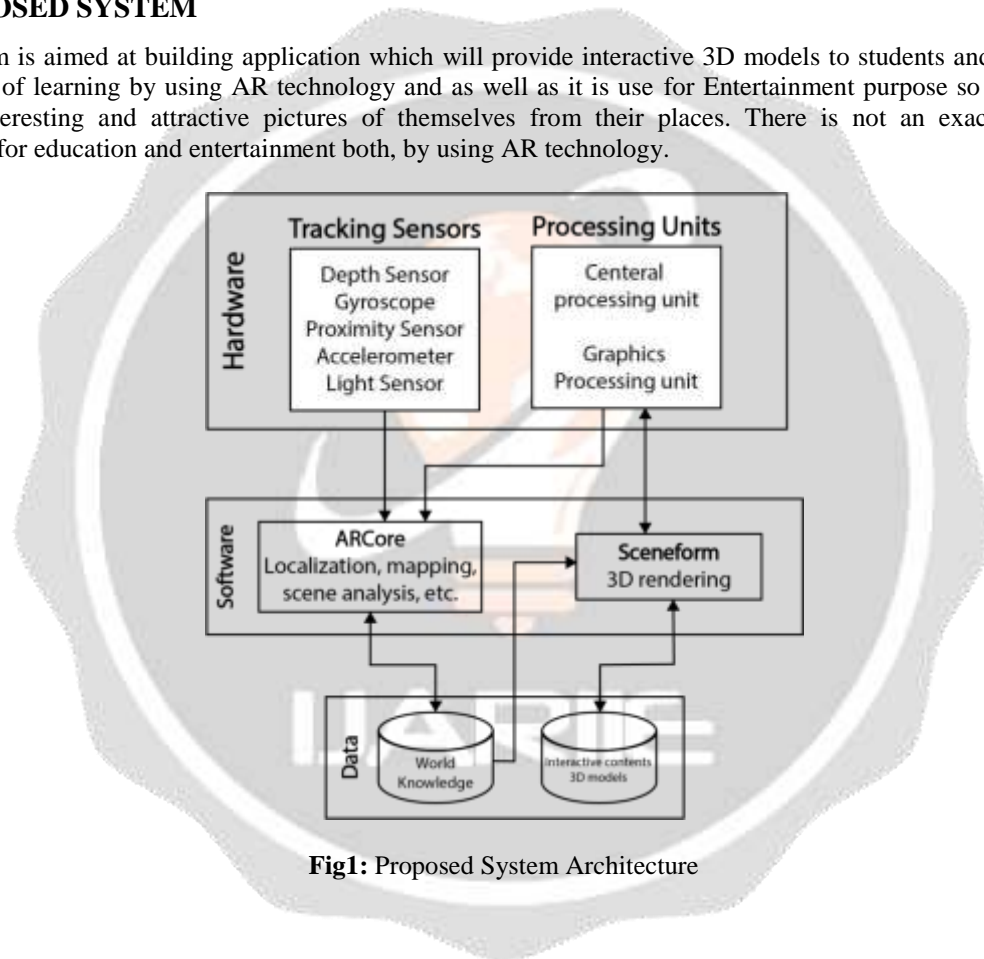 OSED SYSTEM
m is aimed at building application which will provide interactive 3D models to students and
of learning by using AR technology and as well as it is use for Entertainment purpose so
eresting and attractive pictures of themselves from their places. There is not an exac
for education and entertainment both, by using AR technology.
Hardware
Tracking Sensors
Depth Sensor
Gyroscope
Proximity Sensor
Accelerometer
Light Sensor
Processing Units
Centeral
processing unit
Graphics
Processing unit
Software
ARCore
Localization, mapping,
scene analysis, etc.
Sceneform
3D rendering
Data
World
Knowledge
Interactive contents
3D models
IJARIE
Fig1: Proposed System Architecture